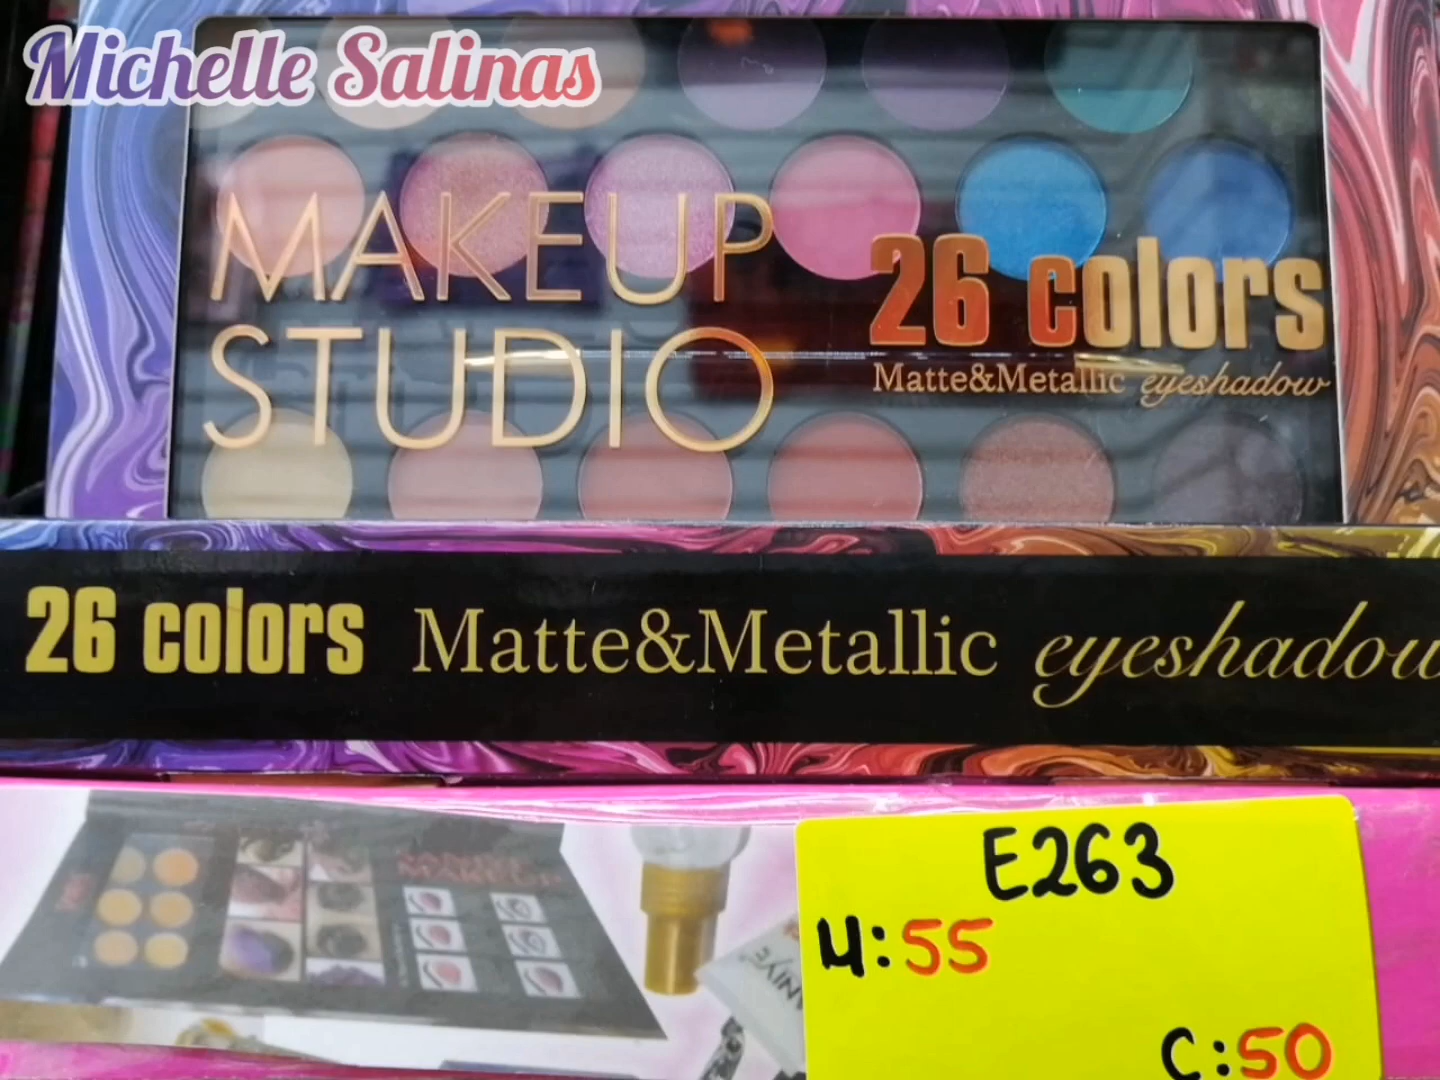 Michelle Salinas
MAKEUP
STUDIO
26 colors
Matte&Metallic eyeshadow
26 colors Matte&Metallic eyeshadow
E263
U:55
C:50